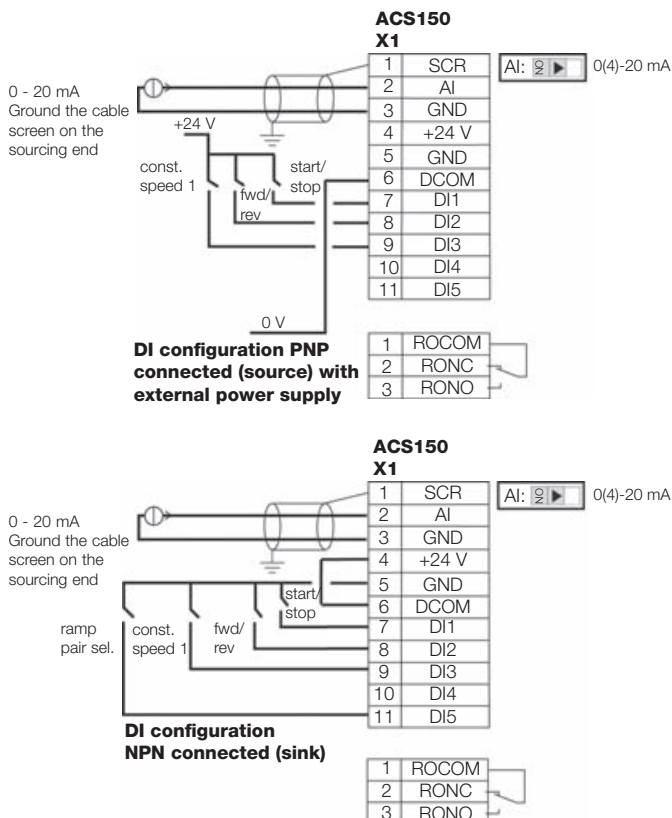 ACS150
X1
1 SCR
2 AI
3 GND
4 +24 V
5 GND
6 DCOM
7 DI1
8 DI2
9 DI3
10 DI4
11 DI5
AI: ON 0(4)-20 mA
0 - 20 mA
Ground the cable
screen on the
sourcing end
+24 V
const.
speed 1
fwd/
rev
start/
stop
0 V
DI configuration PNP
connected (source) with
external power supply
1 ROCOM
2 RONC
3 RONO
ACS150
X1
1 SCR
2 AI
3 GND
4 +24 V
5 GND
6 DCOM
7 DI1
8 DI2
9 DI3
10 DI4
11 DI5
AI: ON 0(4)-20 mA
0 - 20 mA
Ground the cable
screen on the
sourcing end
ramp
pair sel.
const.
speed 1
fwd/
rev
start/
stop
DI configuration
NPN connected (sink)
1 ROCOM
2 RONC
3 RONO